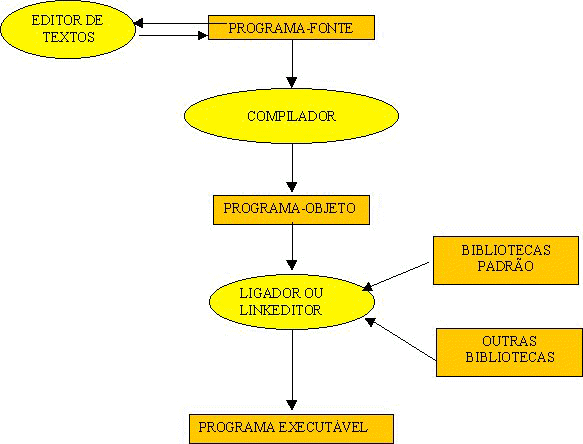 EDITOR DE
TEXTOS
PROGRAMA-FONTE
COMPILADOR
PROGRAMA-OBJETO
BIBLIOTECAS
PADRÃO
LIGADOR OU
LINKEDITOR
OUTRAS
BIBLIOTECAS
PROGRAMA EXECUTÁVEL